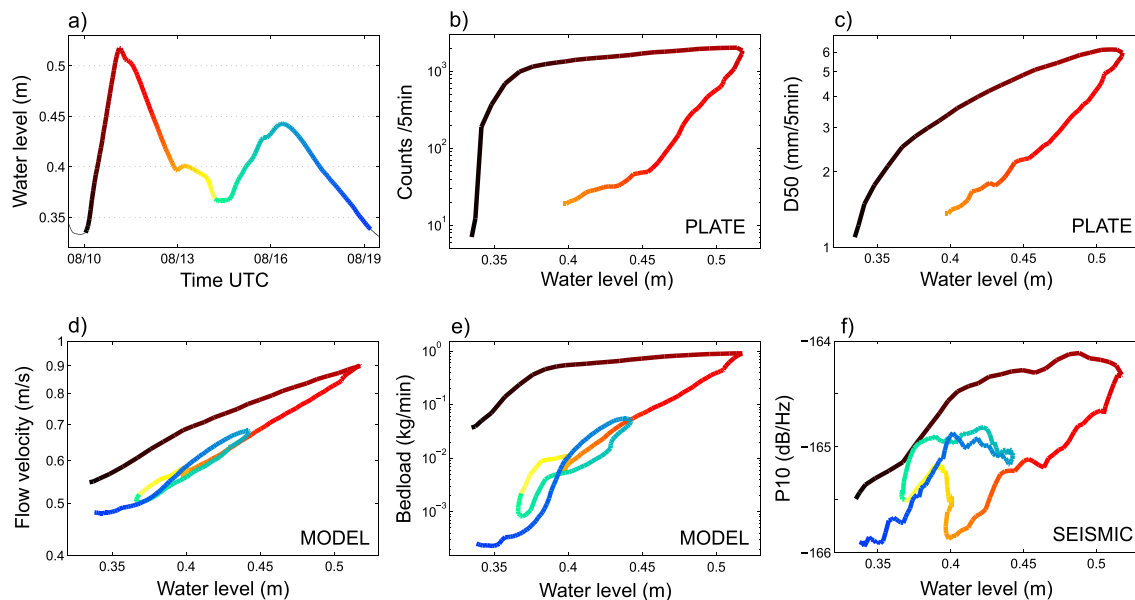 a)
Water level (m)
0.5
0.45
0.4
0.35
08/10
08/13
08/16
08/19
Time UTC
b)
Counts /5min
10³
10²
10¹
0.35
0.4
0.45
0.5
Water level (m)
PLATE
c)
D50 (mm/5min)
6
5
4
3
2
1
0.35
0.4
0.45
0.5
Water level (m)
PLATE
d)
Flow velocity (m/s)
1
0.9
0.8
0.7
0.6
0.5
0.4
0.35
0.4
0.45
0.5
Water level (m)
MODEL
e)
Bedload (kg/min)
10⁰
10⁻¹
10⁻²
10⁻³
0.35
0.4
0.45
0.5
Water level (m)
MODEL
f)
P10 (dB/Hz)
−164
−165
−166
0.35
0.4
0.45
0.5
Water level (m)
SEISMIC